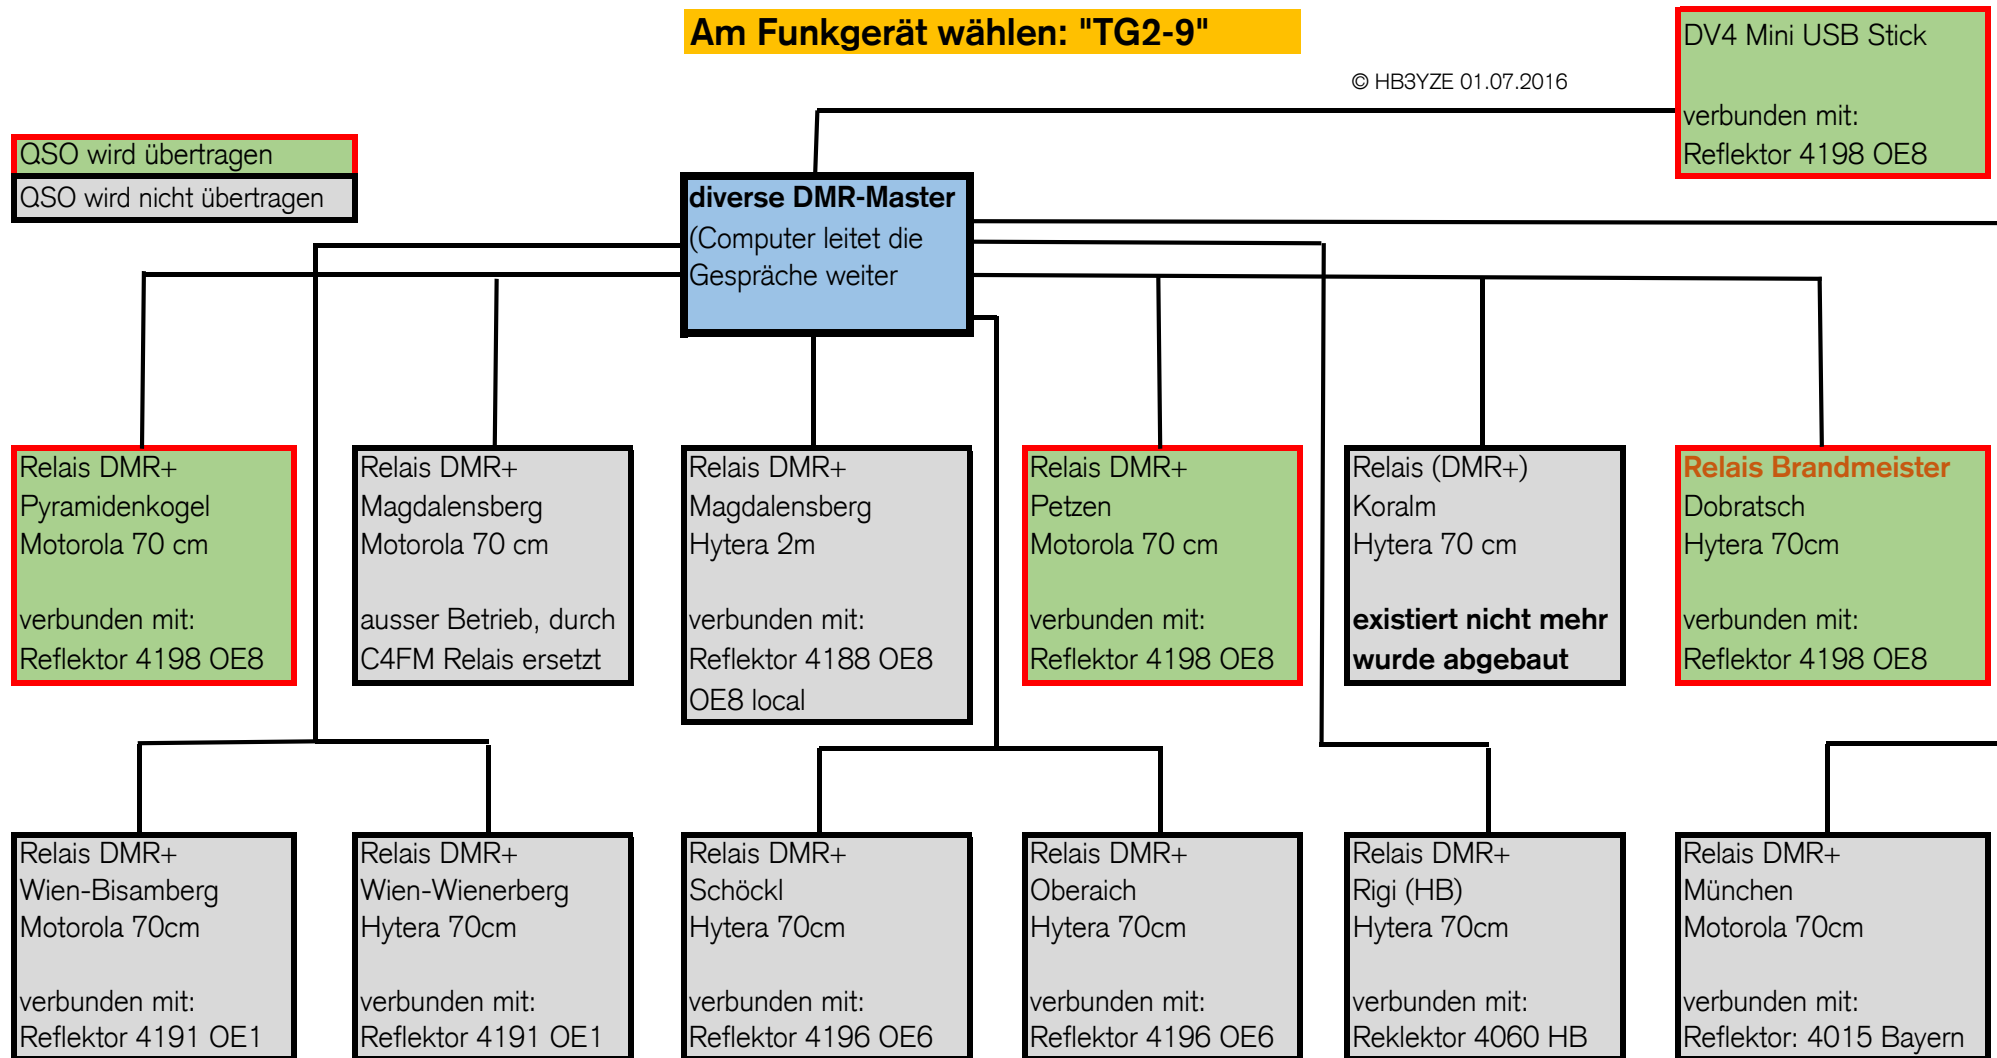 Am Funkgerät wählen: "TG2-9"
© HB3YZE 01.07.2016
DV4 Mini USB Stick
verbunden mit:
Reflektor 4198 OE8
QSO wird übertragen
QSO wird nicht übertragen
diverse DMR-Master
(Computer leitet die
Gespräche weiter
Relais DMR+
Pyramidenkogel
Motorola 70 cm
verbunden mit:
Reflektor 4198 OE8
Relais DMR+
Magdalensberg
Motorola 70 cm
ausser Betrieb, durch
C4FM Relais ersetzt
Relais DMR+
Magdalensberg
Hytera 2m
verbunden mit:
Reflektor 4188 OE8
OE8 local
Relais DMR+
Petzen
Motorola 70 cm
verbunden mit:
Reflektor 4198 OE8
Relais (DMR+)
Koralm
Hytera 70 cm
existiert nicht mehr
wurde abgebaut
Relais Brandmeister
Dobratsch
Hytera 70cm
verbunden mit:
Reflektor 4198 OE8
Relais DMR+
Wien-Bisamberg
Motorola 70cm
verbunden mit:
Reflektor 4191 OE1
Relais DMR+
Wien-Wienerberg
Hytera 70cm
verbunden mit:
Reflektor 4191 OE1
Relais DMR+
Schöckl
Hytera 70cm
verbunden mit:
Reflektor 4196 OE6
Relais DMR+
Oberaich
Hytera 70cm
verbunden mit:
Reflektor 4196 OE6
Relais DMR+
Rigi (HB)
Hytera 70cm
verbunden mit:
Reklektor 4060 HB
Relais DMR+
München
Motorola 70cm
verbunden mit:
Reflektor: 4015 Bayern